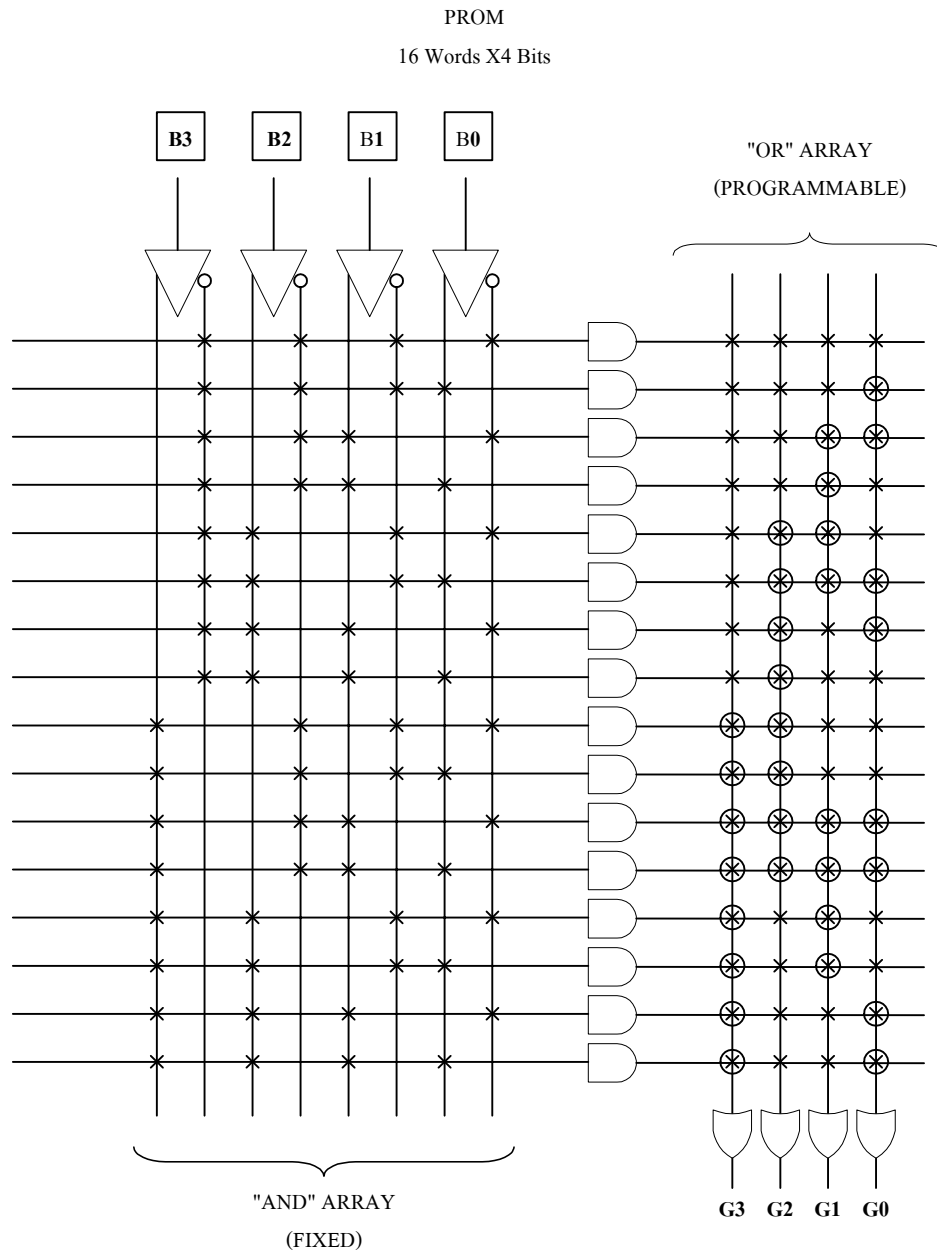 PROM
16 Words X4 Bits
B3 B2 B1 B0
"OR" ARRAY
(PROGRAMMABLE)
G3 G2 G1 G0
"AND" ARRAY
(FIXED)